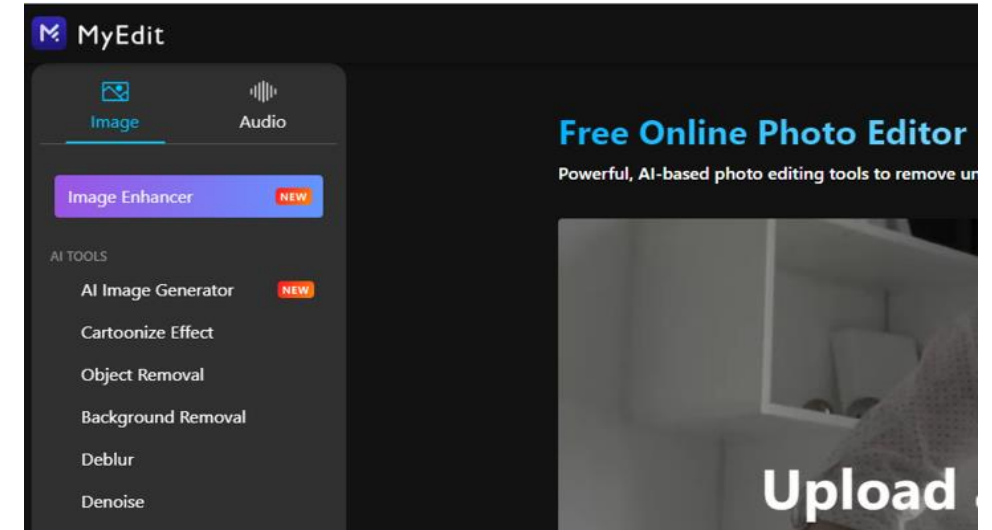 MyEdit
Image
Audio
Free Online Photo Editor
Powerful, AI-based photo editing tools to remove
Image Enhancer NEW
AI TOOLS
AI Image Generator NEW
Cartoonize Effect
Object Removal
Background Removal
Deblur
Denoise
Upload